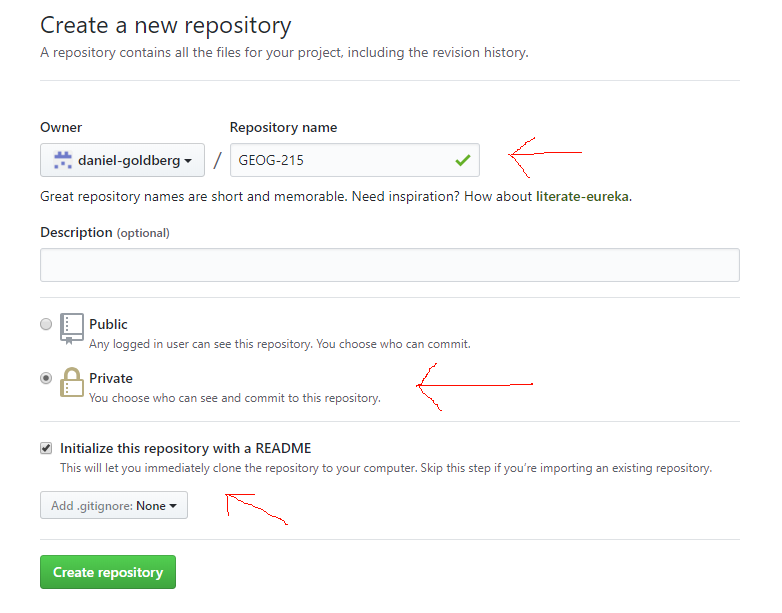 Create a new repository
A repository contains all the files for your project, including the revision history.
Owner
Repository name
daniel-goldberg
/
GEOG-215
Great repository names are short and memorable. Need inspiration? How about literate-eureka.
Description (optional)
Public
Any logged in user can see this repository. You choose who can commit.
Private
You choose who can see and commit to this repository.
Initialize this repository with a README
This will let you immediately clone the repository to your computer. Skip this step if you’re importing an existing repository.
Add .gitignore: None
Create repository